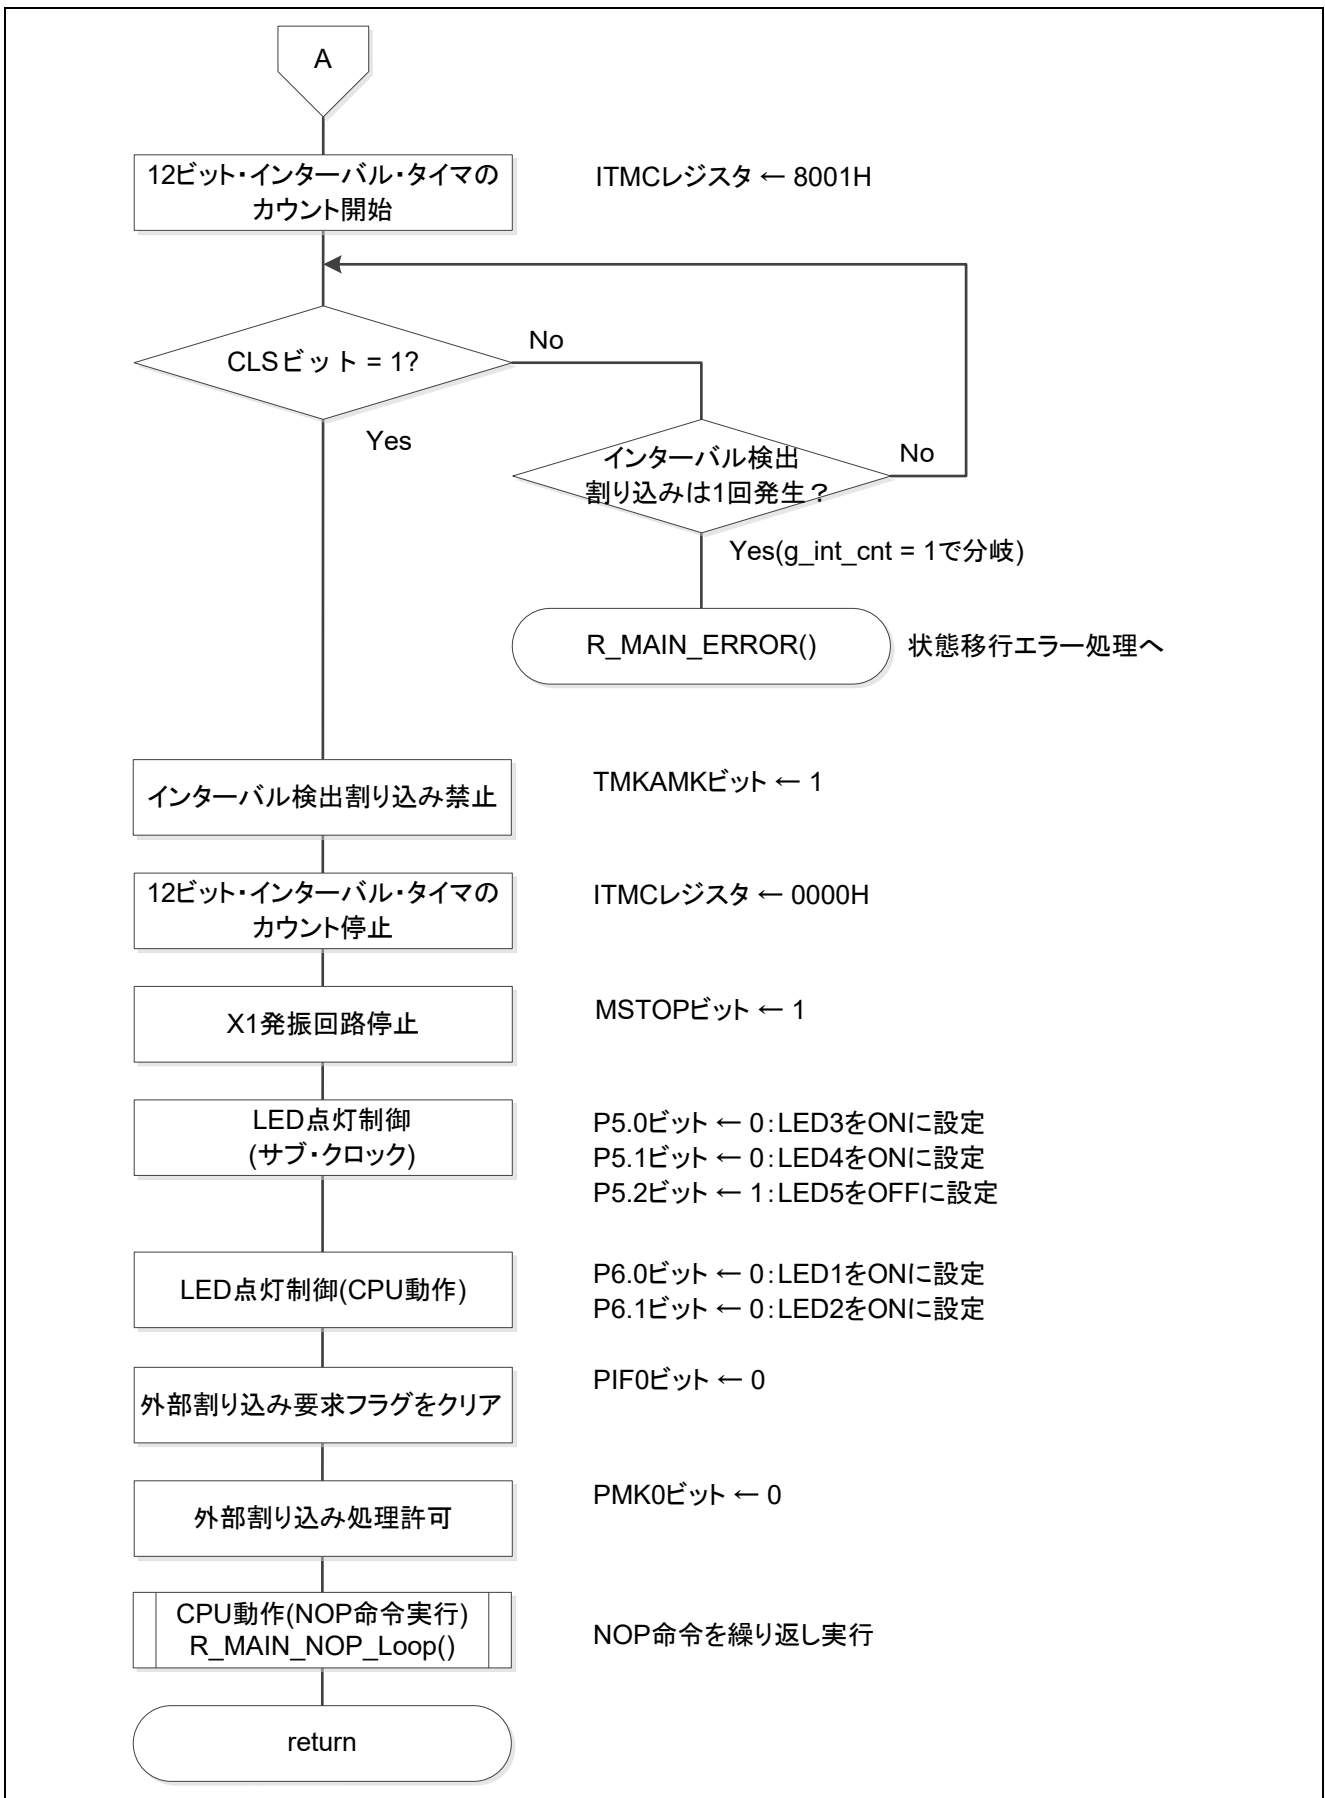 A
12ビット・インターバル・タイマの
カウント開始
ITMCレジスタ ← 8001H
CLSビット = 1?
No
Yes
インターバル検出
割り込みは1回発生？
No
Yes(g_int_cnt = 1で分岐)
R_MAIN_ERROR()
状態移行エラー処理へ
インターバル検出割り込み禁止
TMKAMKビット ← 1
12ビット・インターバル・タイマの
カウント停止
ITMCレジスタ ← 0000H
X1発振回路停止
MSTOPビット ← 1
LED点灯制御
(サブ・クロック)
P5.0ビット ← 0：LED3をONに設定
P5.1ビット ← 0：LED4をONに設定
P5.2ビット ← 1：LED5をOFFに設定
LED点灯制御(CPU動作)
P6.0ビット ← 0：LED1をONに設定
P6.1ビット ← 0：LED2をONに設定
外部割り込み要求フラグをクリア
PIF0ビット ← 0
外部割り込み処理許可
PMK0ビット ← 0
CPU動作(NOP命令実行)
R_MAIN_NOP_Loop()
NOP命令を繰り返し実行
return